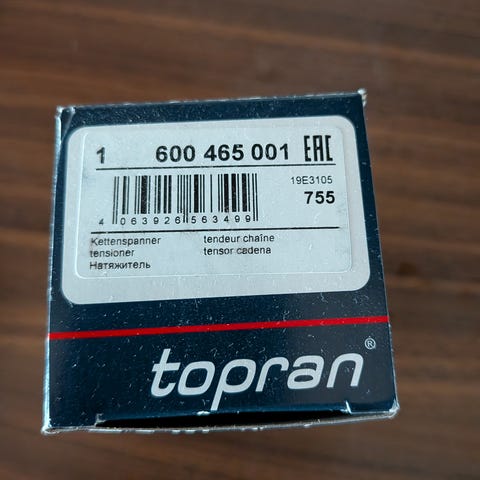 1 600 465 001 EAC
19E3105
755
4 063926 563499
Kettenspanner tendeur chaîne
tensioner tensor cadena
Натяжитель
topran®